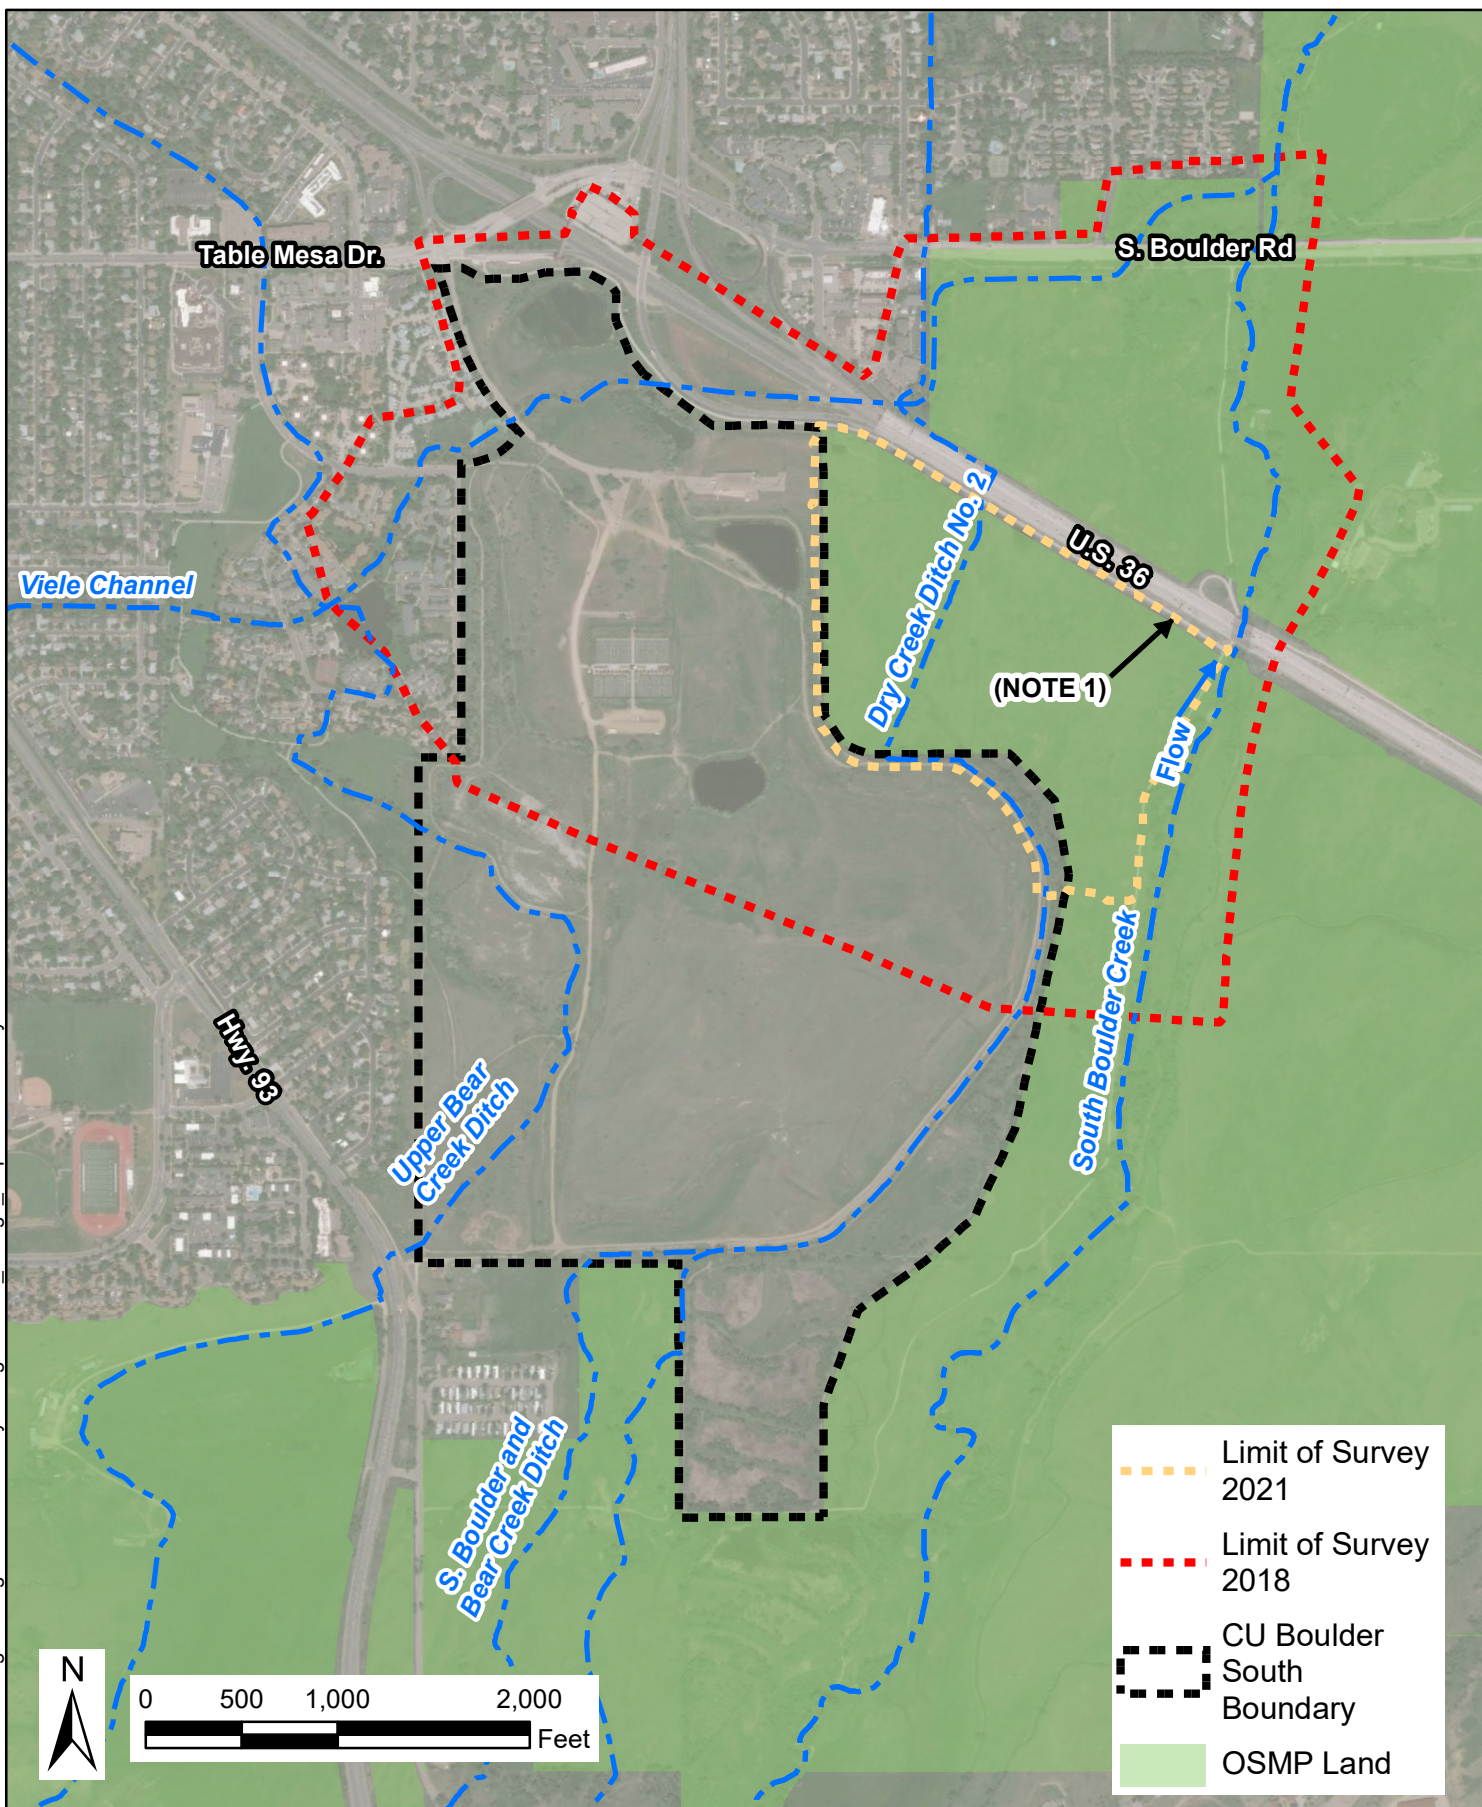 Table Mesa Dr.
S. Boulder Rd
Viele Channel
Dry Creek Ditch No. 2
U.S. 36
(NOTE 1)
Flow
South Boulder Creek
Hwy. 93
Upper Bear
Creek Ditch
S. Boulder and
Bear Creek Ditch
Limit of Survey
2021
Limit of Survey
2018
CU Boulder
South
Boundary
OSMP Land
N
0 500 1,000 2,000
Feet